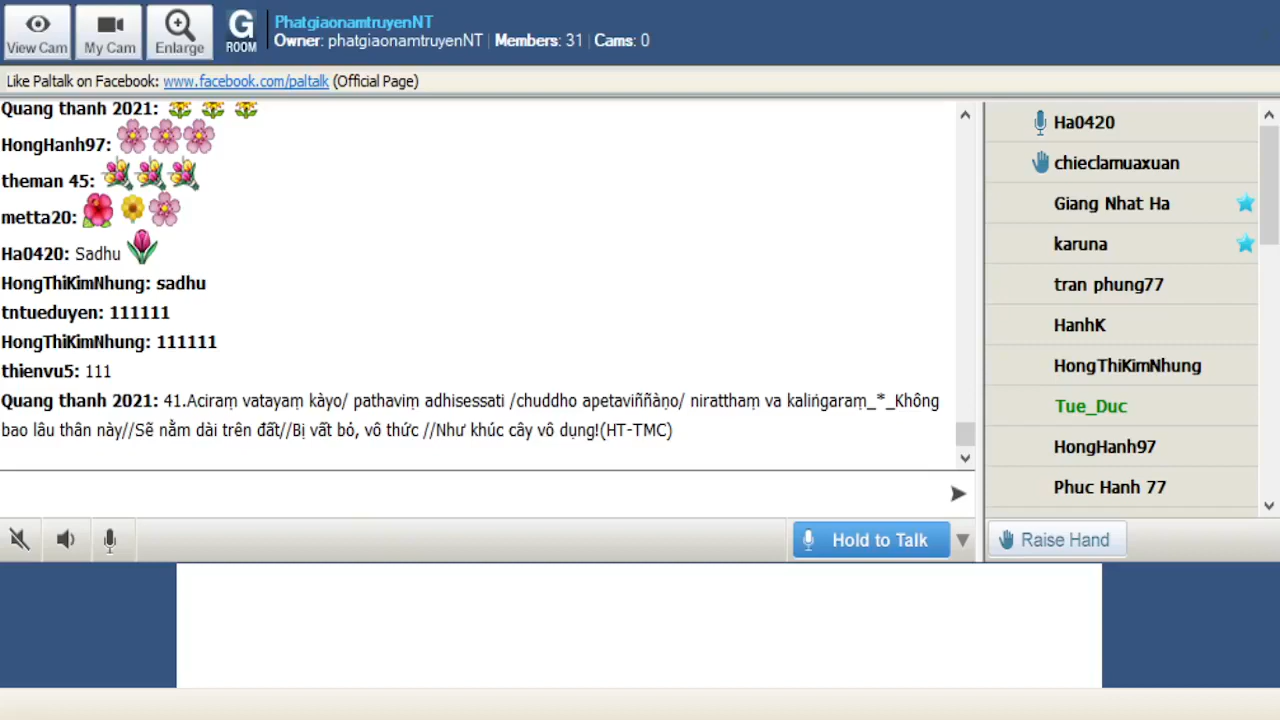 View Cam
My Cam
Enlarge
G
ROOM
PhatgiaonamtruyenNT
Owner: phatgiaonamtruyenNT | Members: 31 | Cams: 0
Like Paltalk on Facebook: www.facebook.com/paltalk (Official Page)
Quang thanh 2021:
HongHanh97:
theman 45:
metta20:
Ha0420: Sadhu
HongThiKimNhung: sadhu
tntueduyen: 111111
HongThiKimNhung: 111111
thienvu5: 111
Quang thanh 2021: 41.Aciraṃ vatayaṃ kàyo/ pathaviṃ adhisessati /chuddho apetaviññàṇo/ niratthaṃ va kaliṅgaraṃ_*_Không
bao lâu thân này//Sẽ nằm dài trên đất//Bị vất bỏ, vô thức //Như khúc cây vô dụng!(HT-TMC)
Hold to Talk
Ha0420
chieclamuaxuan
Giang Nhat Ha
karuna
tran phung77
HanhK
HongThiKimNhung
Tue_Duc
HongHanh97
Phuc Hanh 77
Raise Hand